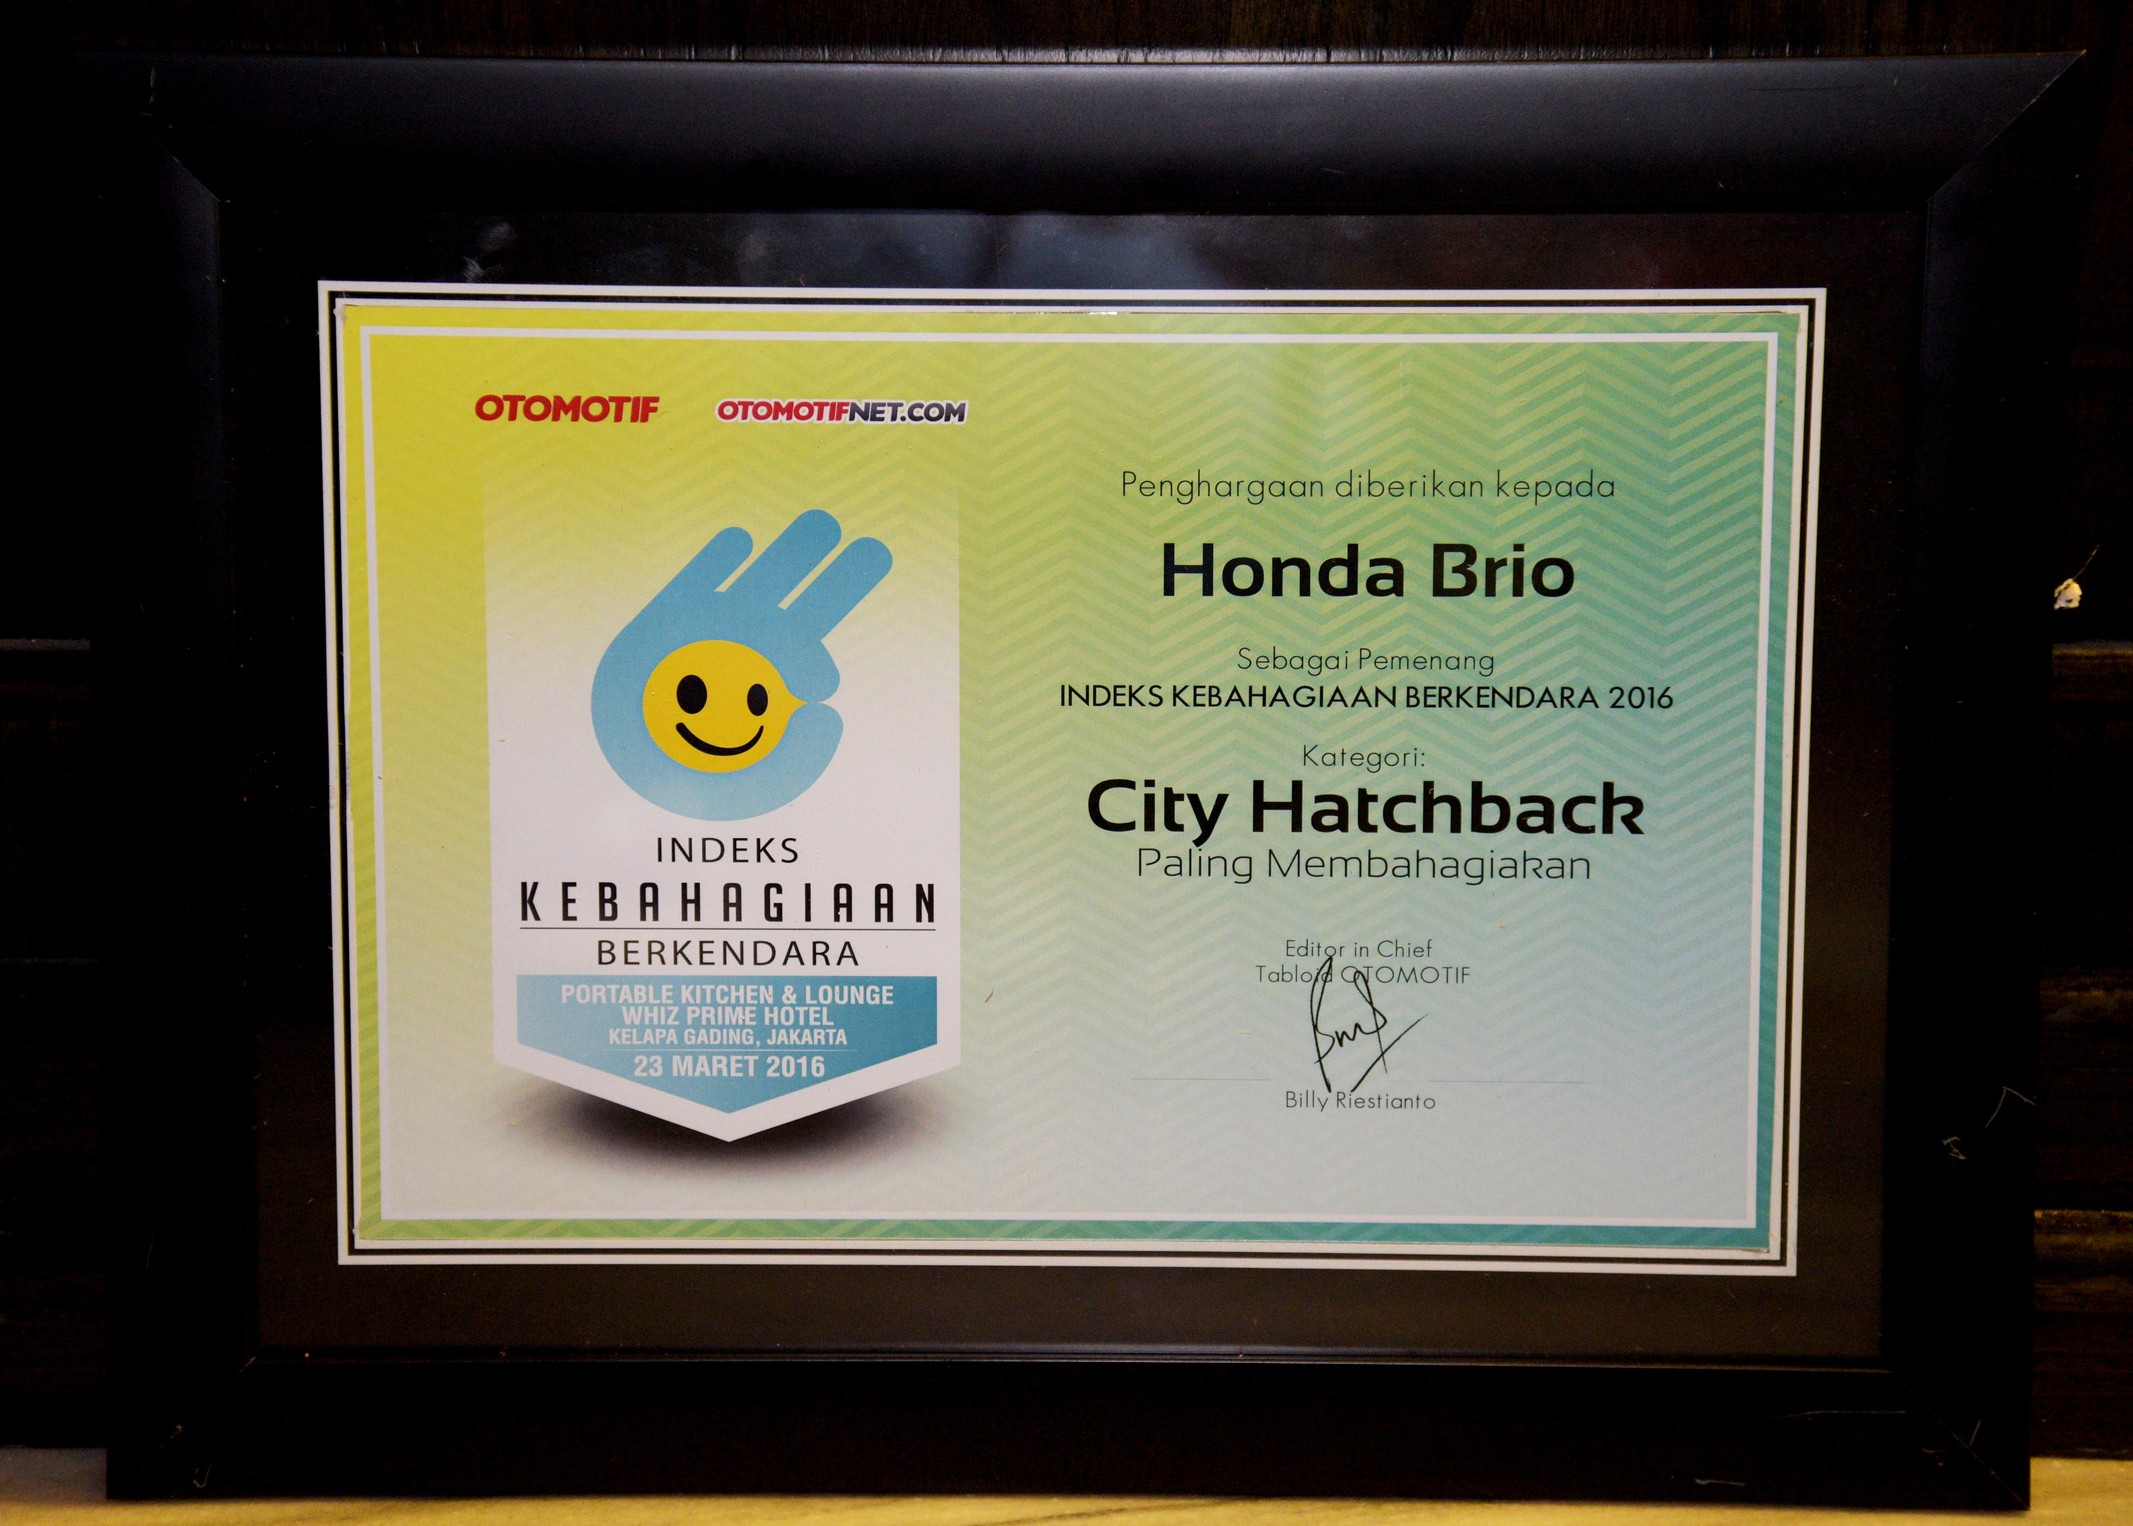 OTOMOTIF
OTOMOTIFNET.COM
INDEKS
KEBAHAGIAAN
BERKENDARA
PORTABLE KITCHEN & LOUNGE
WHIZ PRIME HOTEL
KELAPA GADING, JAKARTA
23 MARET 2016
Penghargaan diberikan kepada
Honda Brio
Sebagai Pemenang
INDEKS KEBAHAGIAAN BERKENDARA 2016
Kategori:
City Hatchback
Paling Membahagiakan
Editor in Chief
Tabloid OTOMOTIF
Billy Riestianto